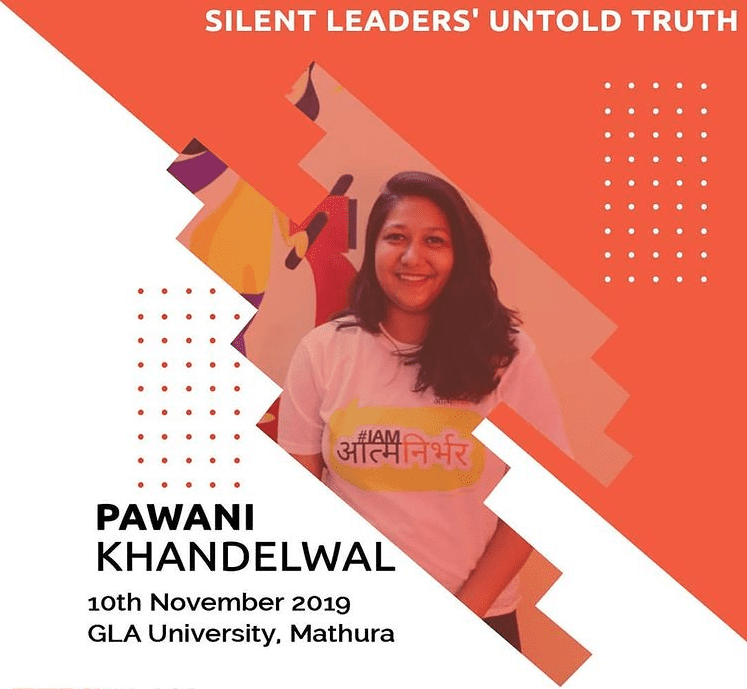 SILENT LEADERS' UNTOLD TRUTH
#IAM
आत्मनिर्भर
PAWANI
KHANDELWAL
10th November 2019
GLA University, Mathura